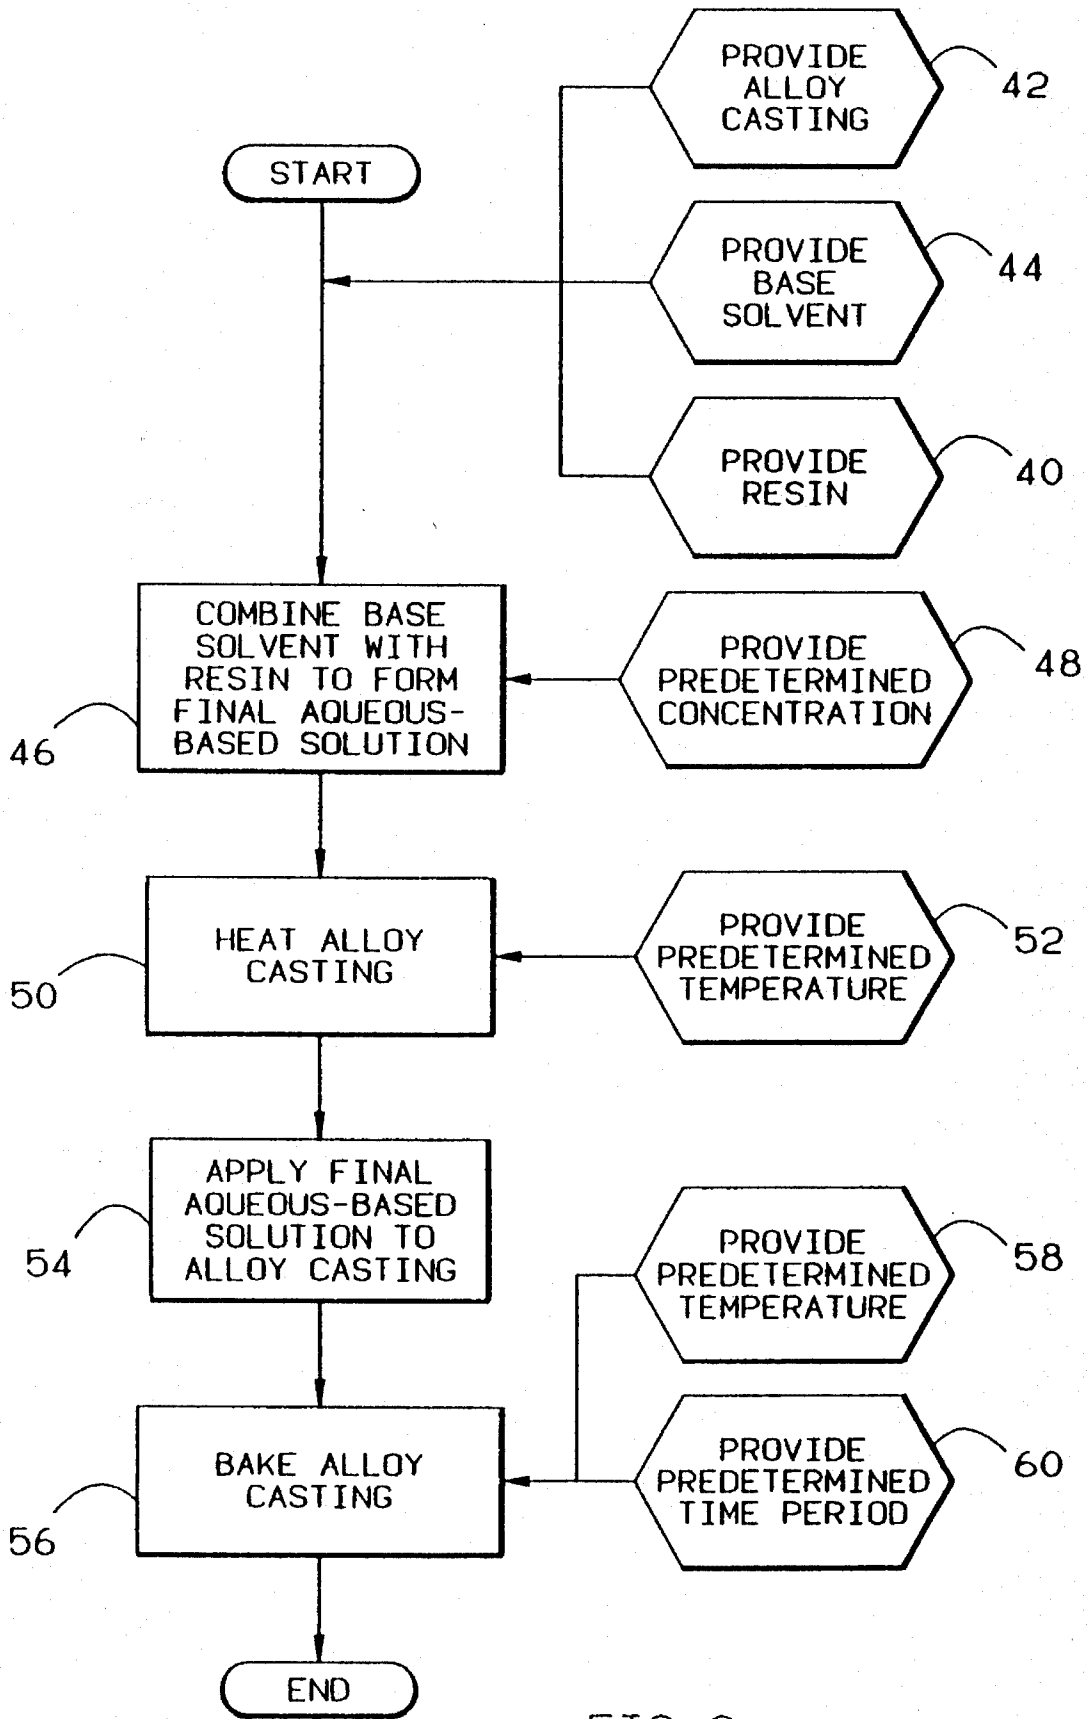 PROVIDE
ALLOY
CASTING
42
START
PROVIDE
BASE
SOLVENT
44
PROVIDE
RESIN
40
COMBINE BASE
SOLVENT WITH
RESIN TO FORM
FINAL AQUEOUS-
BASED SOLUTION
46
PROVIDE
PREDETERMINED
CONCENTRATION
48
HEAT ALLOY
CASTING
50
PROVIDE
PREDETERMINED
TEMPERATURE
52
APPLY FINAL
AQUEOUS-BASED
SOLUTION TO
ALLOY CASTING
54
PROVIDE
PREDETERMINED
TEMPERATURE
58
BAKE ALLOY
CASTING
56
PROVIDE
PREDETERMINED
TIME PERIOD
60
END